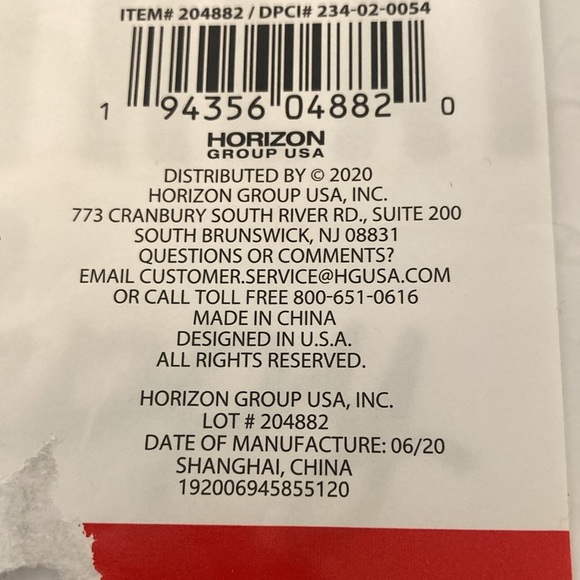 ITEM# 204882 / DPCI# 234-02-0054
1 94356 04882 0
HORIZON
GROUP USA
DISTRIBUTED BY © 2020
HORIZON GROUP USA, INC.
773 CRANBURY SOUTH RIVER RD., SUITE 200
SOUTH BRUNSWICK, NJ 08831
QUESTIONS OR COMMENTS?
EMAIL CUSTOMER.SERVICE@HGUSA.COM
OR CALL TOLL FREE 800-651-0616
MADE IN CHINA
DESIGNED IN U.S.A.
ALL RIGHTS RESERVED.
HORIZON GROUP USA, INC.
LOT # 204882
DATE OF MANUFACTURE: 06/20
SHANGHAI, CHINA
192006945855120